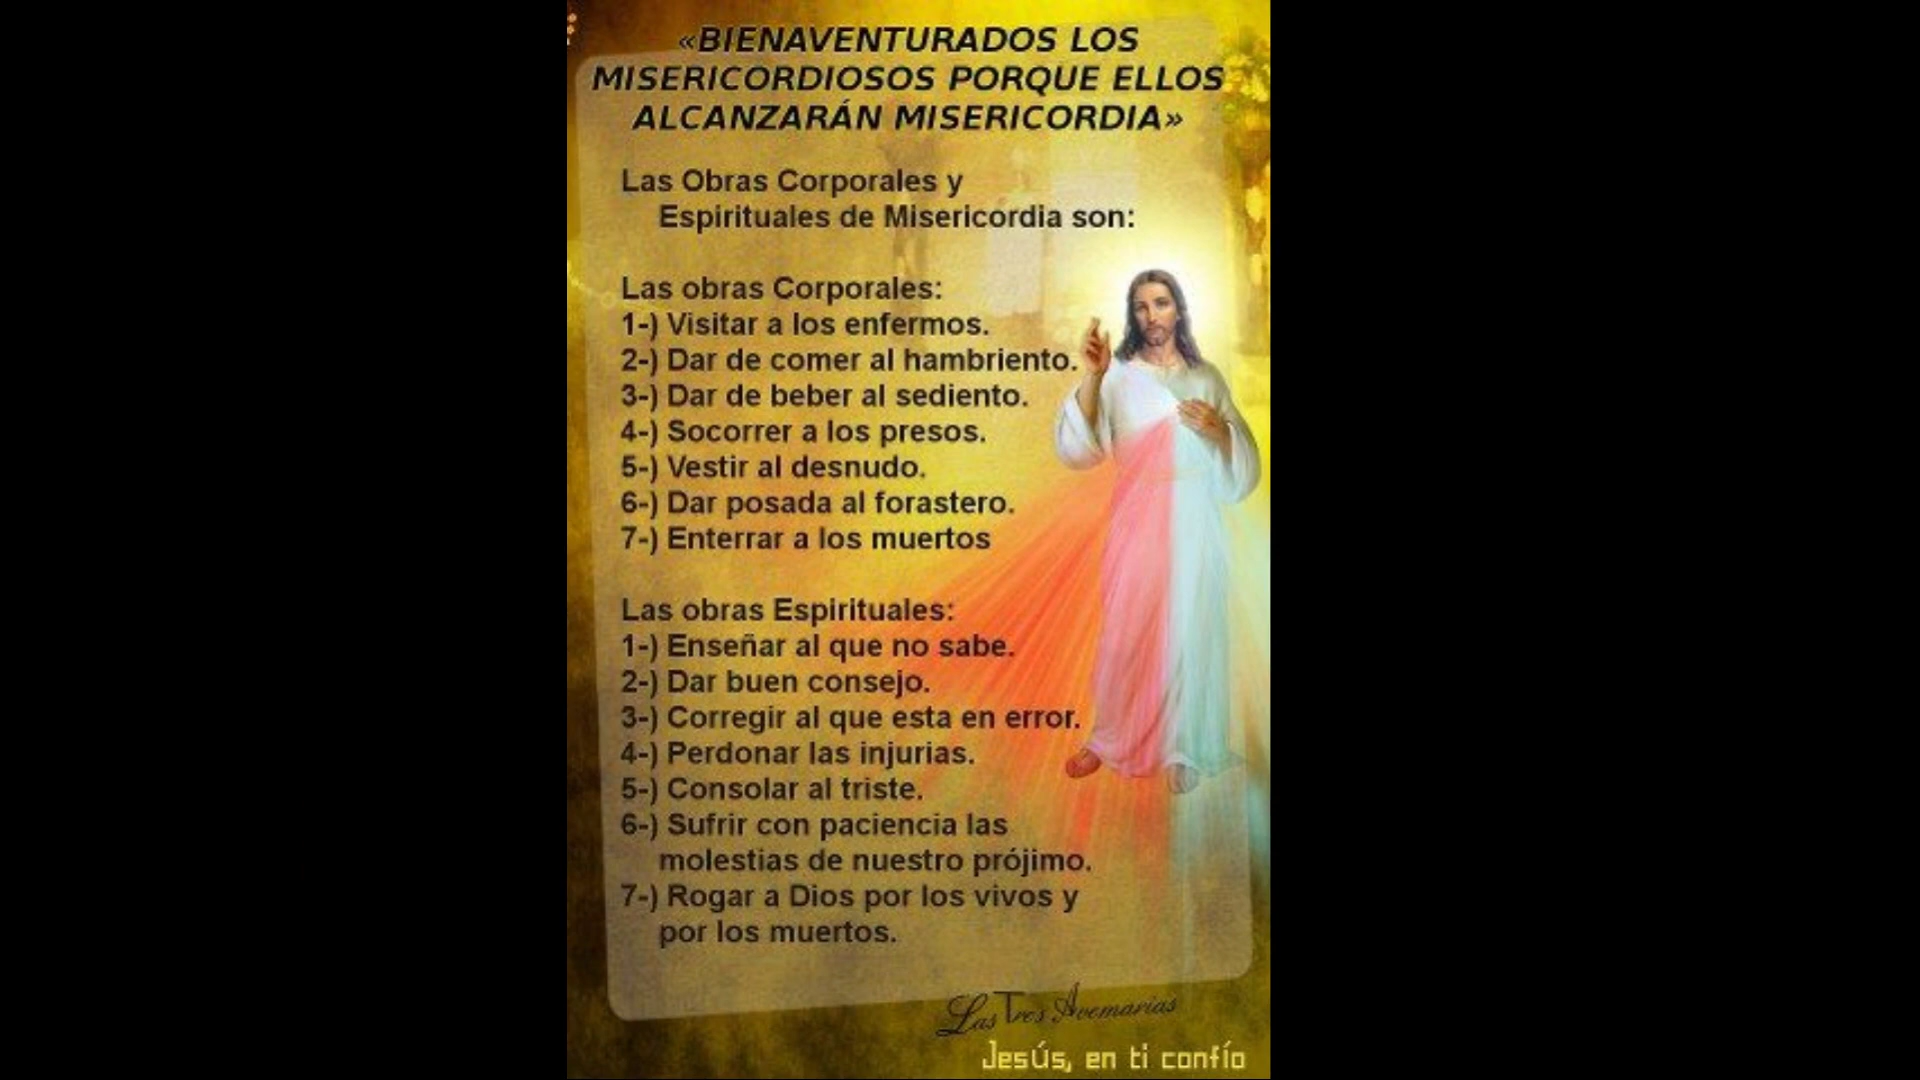 «BIENAVENTURADOS LOS
MISERICORDIOSOS PORQUE ELLOS
ALCANZARÁN MISERICORDIA»
Las Obras Corporales y
Espirituales de Misericordia son:
Las obras Corporales:
1-) Visitar a los enfermos.
2-) Dar de comer al hambriento.
3-) Dar de beber al sediento.
4-) Socorrer a los presos.
5-) Vestir al desnudo.
6-) Dar posada al forastero.
7-) Enterrar a los muertos
Las obras Espirituales:
1-) Enseñar al que no sabe.
2-) Dar buen consejo.
3-) Corregir al que esta en error.
4-) Perdonar las injurias.
5-) Consolar al triste.
6-) Sufrir con paciencia las
molestias de nuestro prójimo.
7-) Rogar a Dios por los vivos y
por los muertos.
Las Tres Avemarias
Jesús, en ti confío